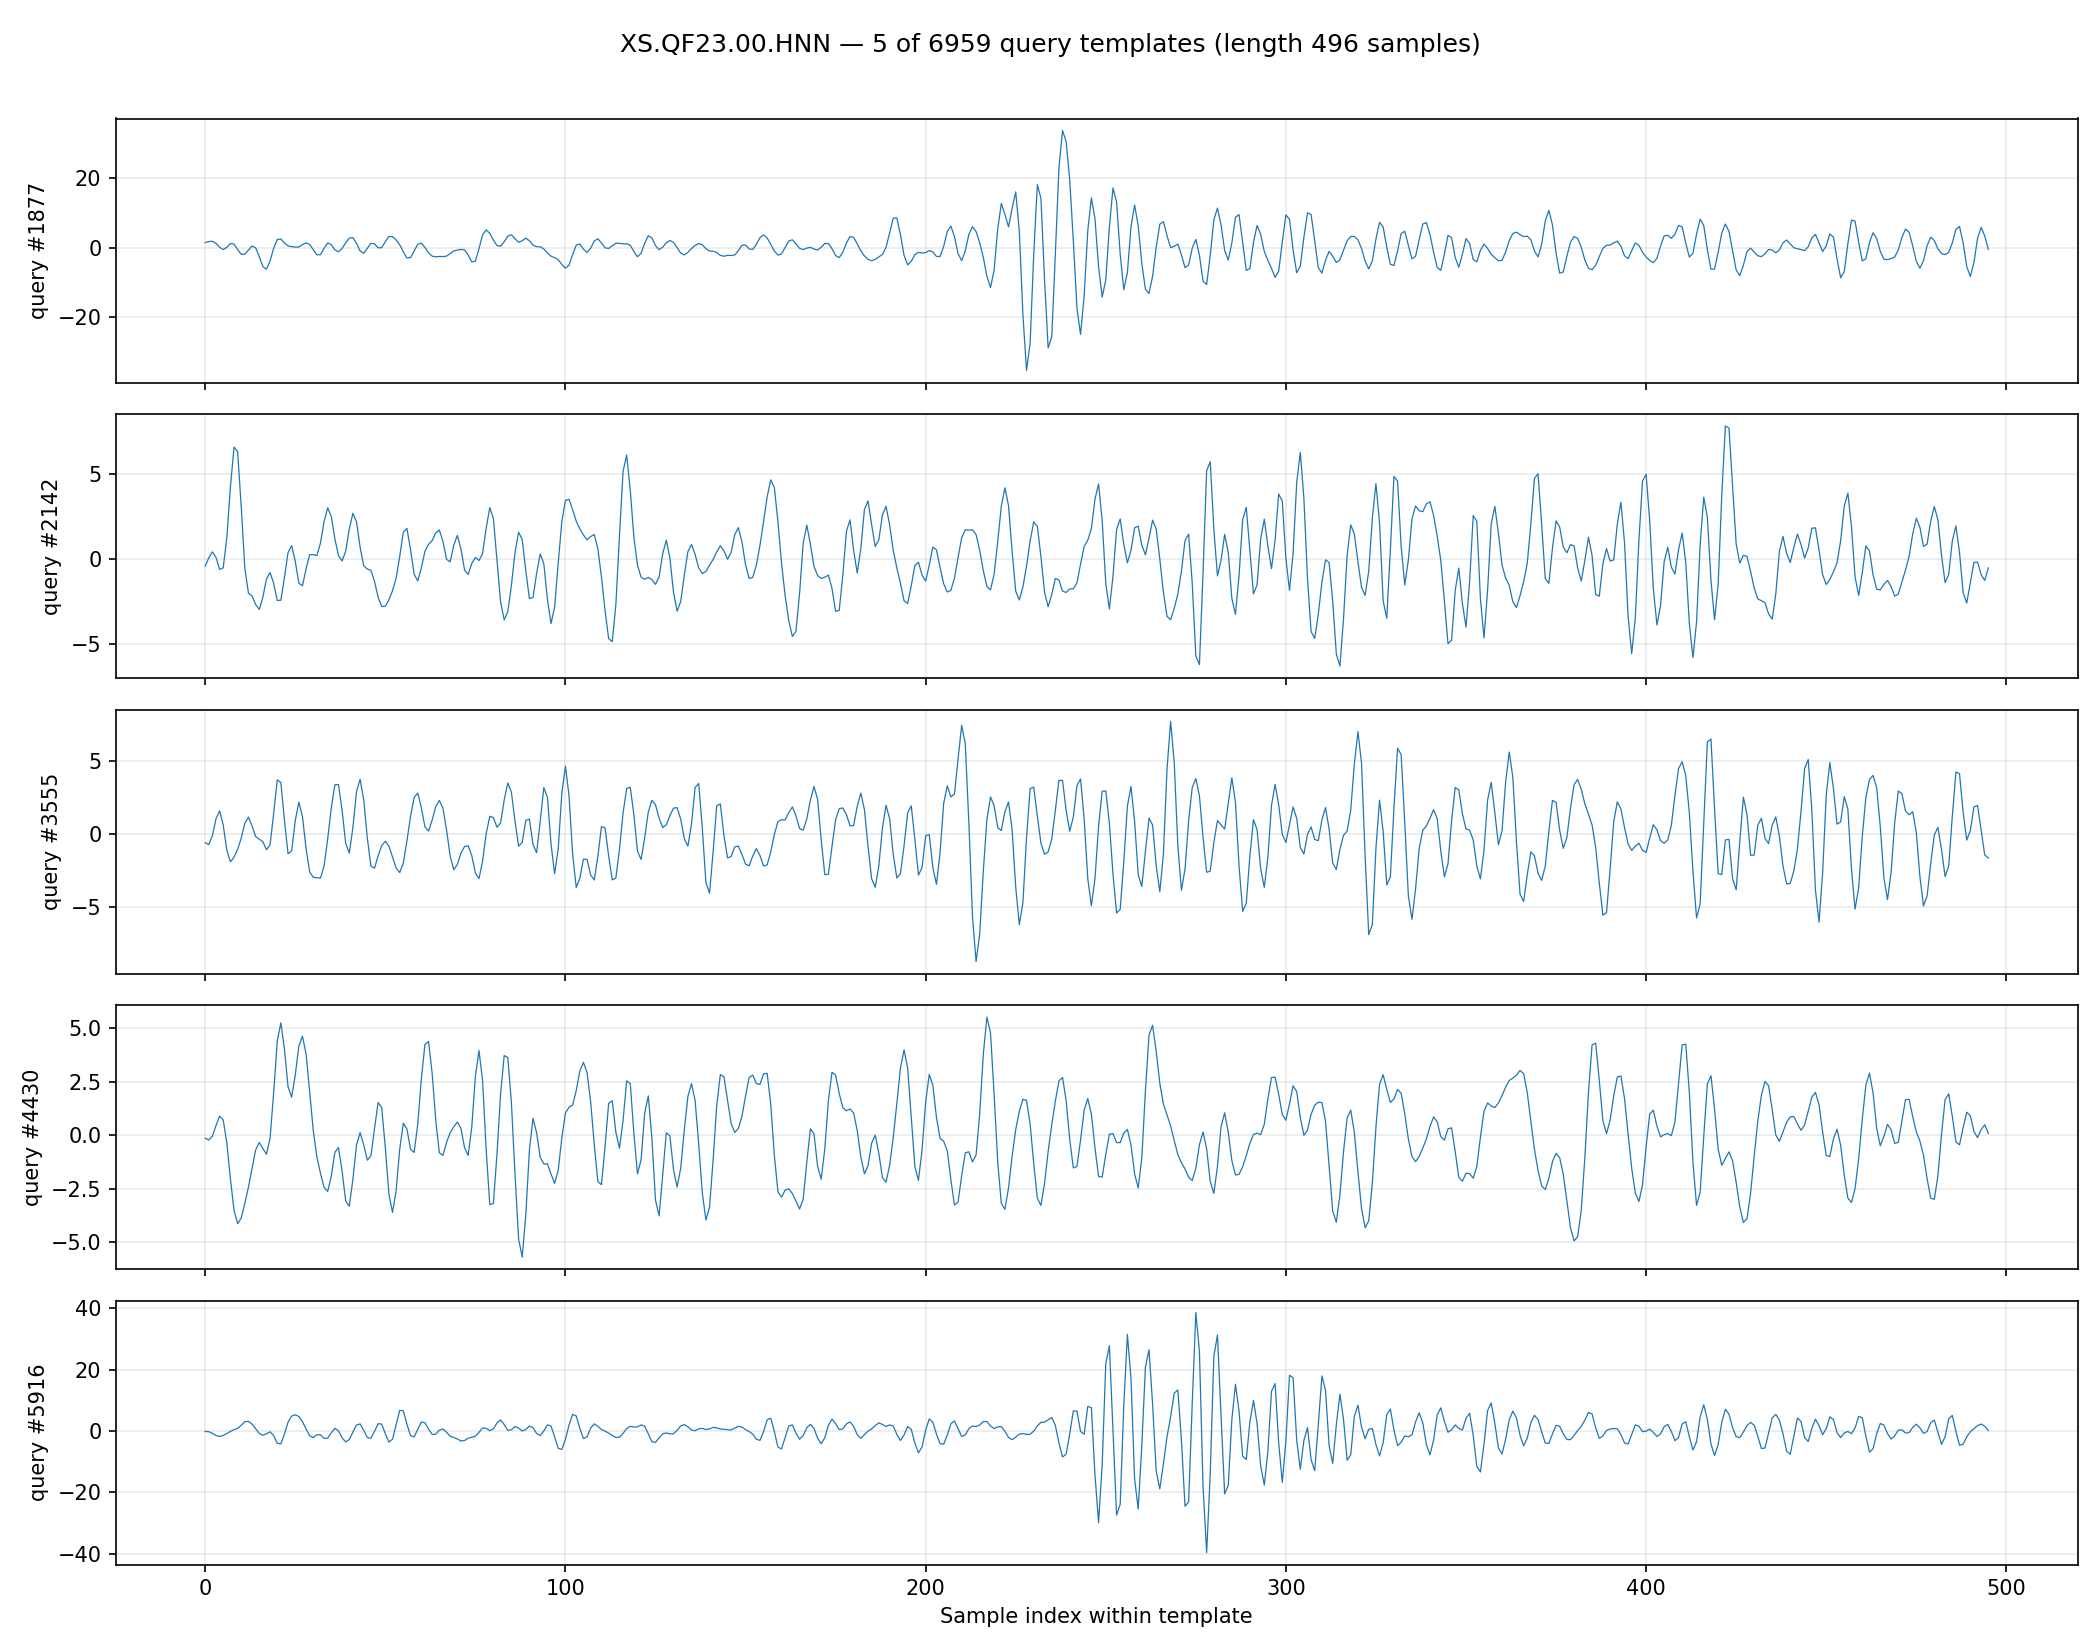 XS.QF23.00.HNN — 5 of 6959 query templates (length 496 samples)
query #1877
20
0
−20
query #2142
5
0
−5
query #3555
5
0
−5
query #4430
5.0
2.5
0.0
−2.5
−5.0
query #5916
40
20
0
−20
−40
0 100 200 300 400 500
Sample index within template